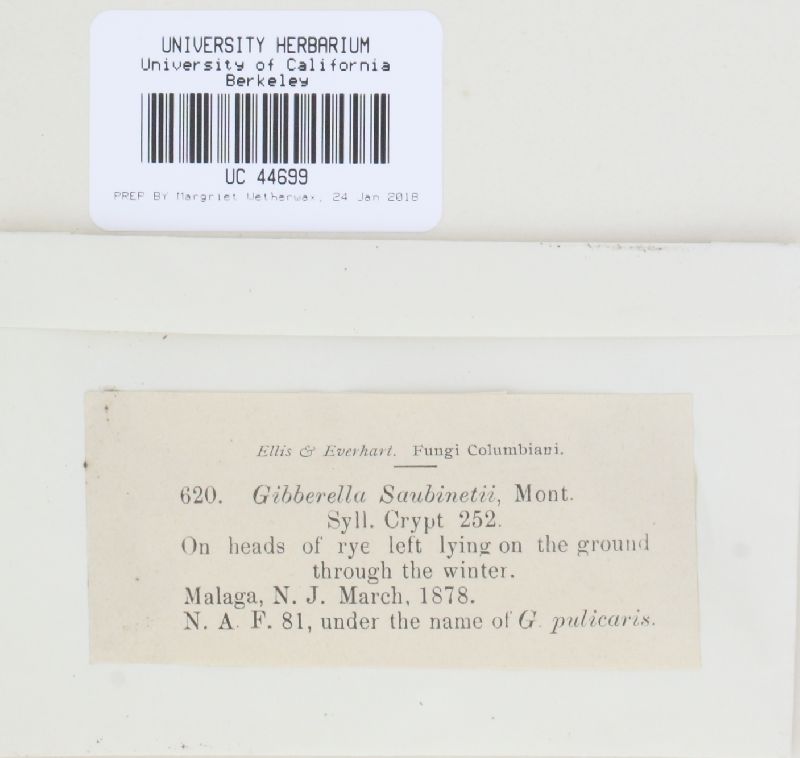 UNIVERSITY HERBARIUM
University of California
Berkeley
UC 44699
PREP BY Margriet Wetherwax, 24 Jan 2018
Ellis & Everhart. Fungi Columbiani.
620. Gibberella Saubinetii, Mont.
Syll. Crypt 252.
On heads of rye left lying on the ground
through the winter.
Malaga, N. J. March, 1878.
N. A. F. 81, under the name of G. pulicaris.